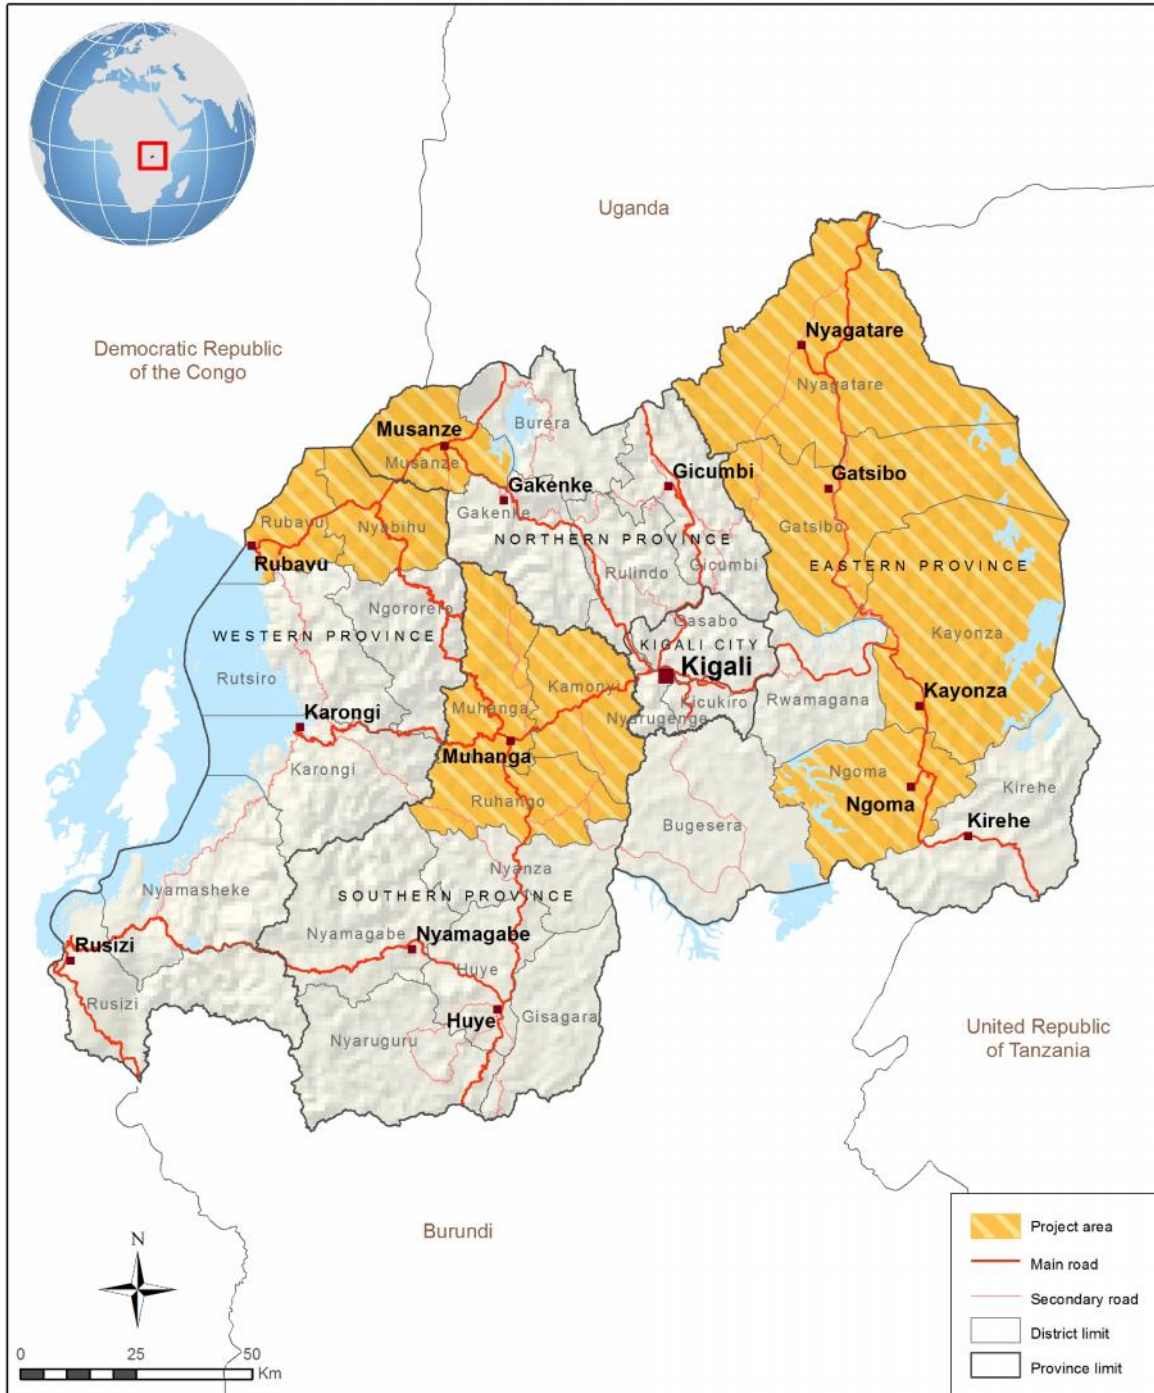 Uganda
Democratic Republic
of the Congo
Nyagatare
Nyagatare
Musanze
Burera
Musanze
Gicumbi
Gatsibo
Gakenke
Gakenke
Rubavu
Nyabihu
Gatsibo
NORTHERN PROVINCE
Rubavu
Rulindo
Gicumbi
EASTERN PROVINCE
Ngororero
Gasabo
WESTERN PROVINCE
KIGALI CITY
Kayonza
Kigali
Rutsiro
Kamonyi
Kicukiro
Rwamagana
Kayonza
Karongi
Muhanga
Nyarugenge
Muhanga
Karongi
Ngoma
Kirehe
Ruhango
Ngoma
Bugesera
Kirehe
Nyanza
Nyamasheke
SOUTHERN PROVINCE
Rusizi
Nyamagabe
Nyamagabe
Huye
Rusizi
Huye
Gisagara
Nyaruguru
United Republic
of Tanzania
Burundi
N
0 25 50
Km
Project area
Main road
Secondary road
District limit
Province limit